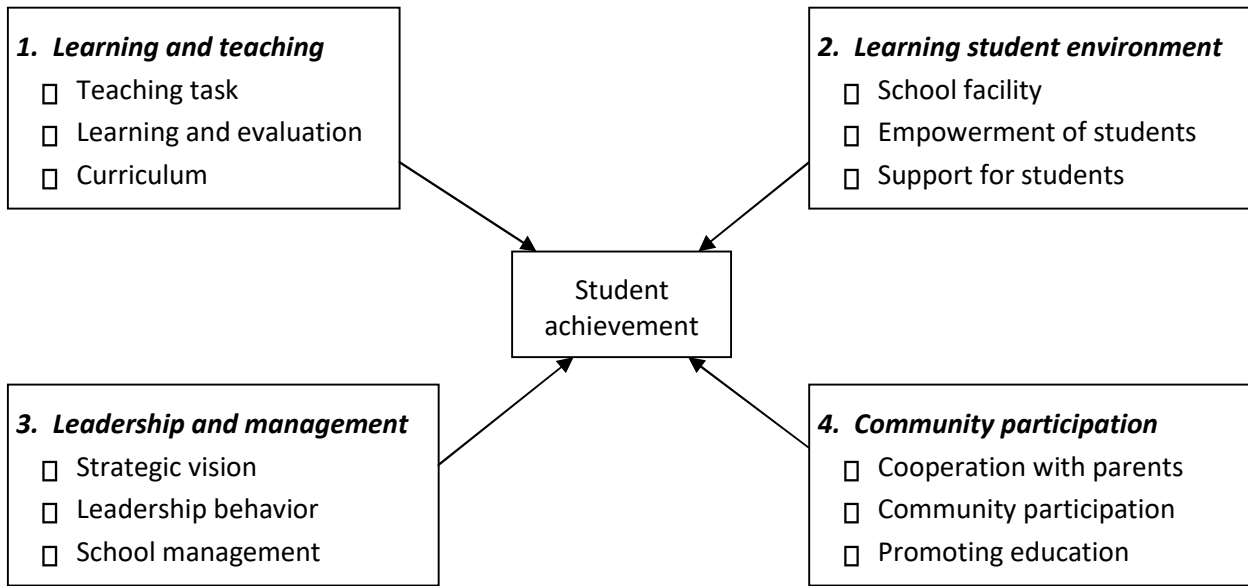 1. Learning and teaching
▯ Teaching task
▯ Learning and evaluation
▯ Curriculum
2. Learning student environment
▯ School facility
▯ Empowerment of students
▯ Support for students
Student
achievement
3. Leadership and management
▯ Strategic vision
▯ Leadership behavior
▯ School management
4. Community participation
▯ Cooperation with parents
▯ Community participation
▯ Promoting education